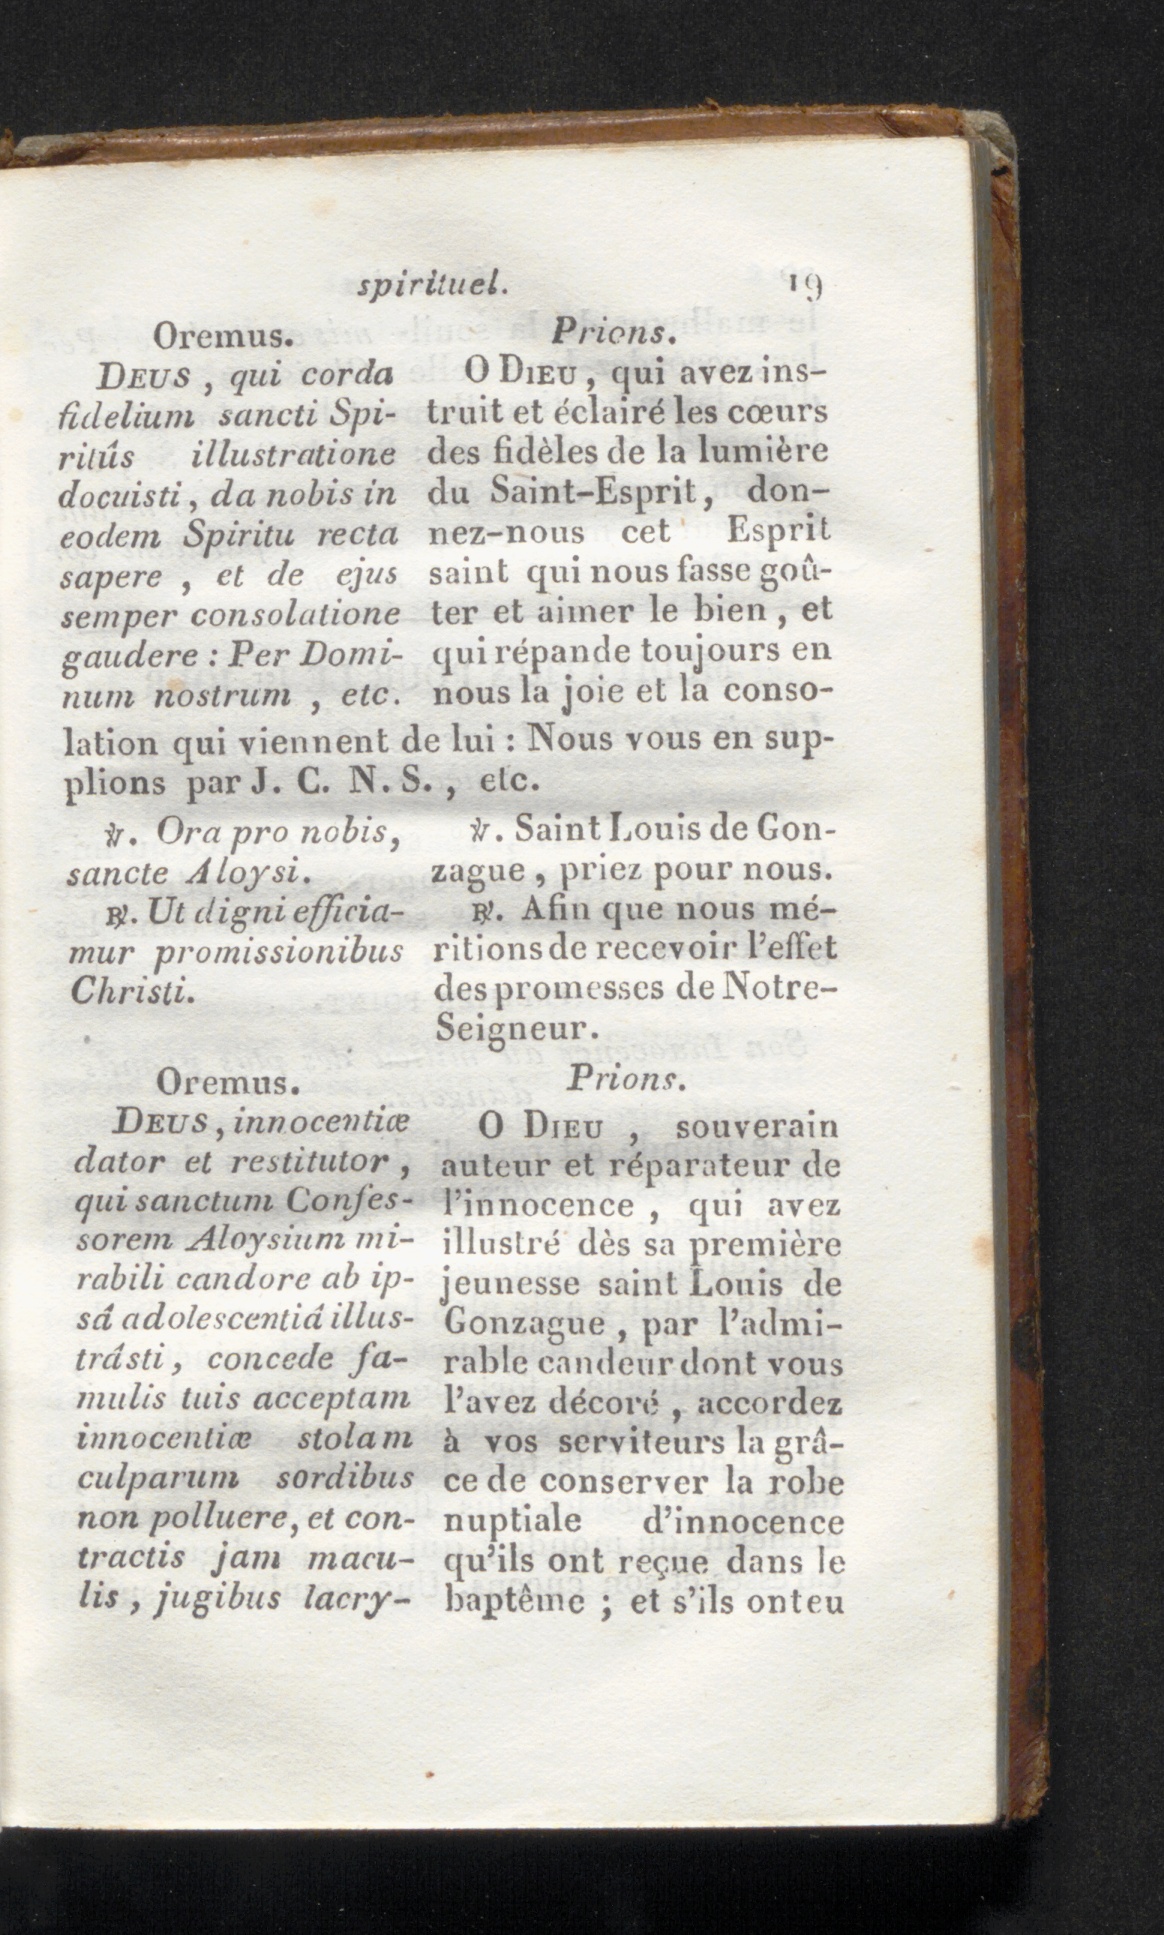 spirituel. 19
Oremus.
DEUS, qui corda
fidelium sancti Spi-
ritûs illustratione
docuisti, da nobis in
eodem Spiritu recta
sapere, et de ejus
semper consolatione
gaudere : Per Domi-
num nostrum, etc.
Prions.
O DIEU, qui avez ins-
truit et éclairé les cœurs
des fidèles de la lumière
du Saint-Esprit, don-
nez-nous cet Esprit
saint qui nous fasse goû-
ter et aimer le bien, et
qui répande toujours en
nous la joie et la conso-
lation qui viennent de lui : Nous vous en sup-
plions par J. C. N. S., etc.
℣. Ora pro nobis,
sancte Aloysi.
℟. Ut digni efficia-
mur promissionibus
Christi.
℣. Saint Louis de Gon-
zague, priez pour nous.
℟. Afin que nous mé-
ritions de recevoir l'effet
des promesses de Notre-
Seigneur.
Oremus.
DEUS, innocentiæ
dator et restitutor,
qui sanctum Confes-
sorem Aloysium mi-
rabili candore ab ip-
sâ adolescentiâ illus-
trâsti, concede fa-
mulis tuis acceptam
innocentiæ stolam
culparum sordibus
non polluere, et con-
tractis jam macu-
lis, jugibus lacry-
Prions.
O DIEU, souverain
auteur et réparateur de
l'innocence, qui avez
illustré dès sa première
jeunesse saint Louis de
Gonzague, par l'admi-
rable candeur dont vous
l'avez décoré, accordez
à vos serviteurs la grâ-
ce de conserver la robe
nuptiale d'innocence
qu'ils ont reçue dans le
baptême ; et s'ils ont eu